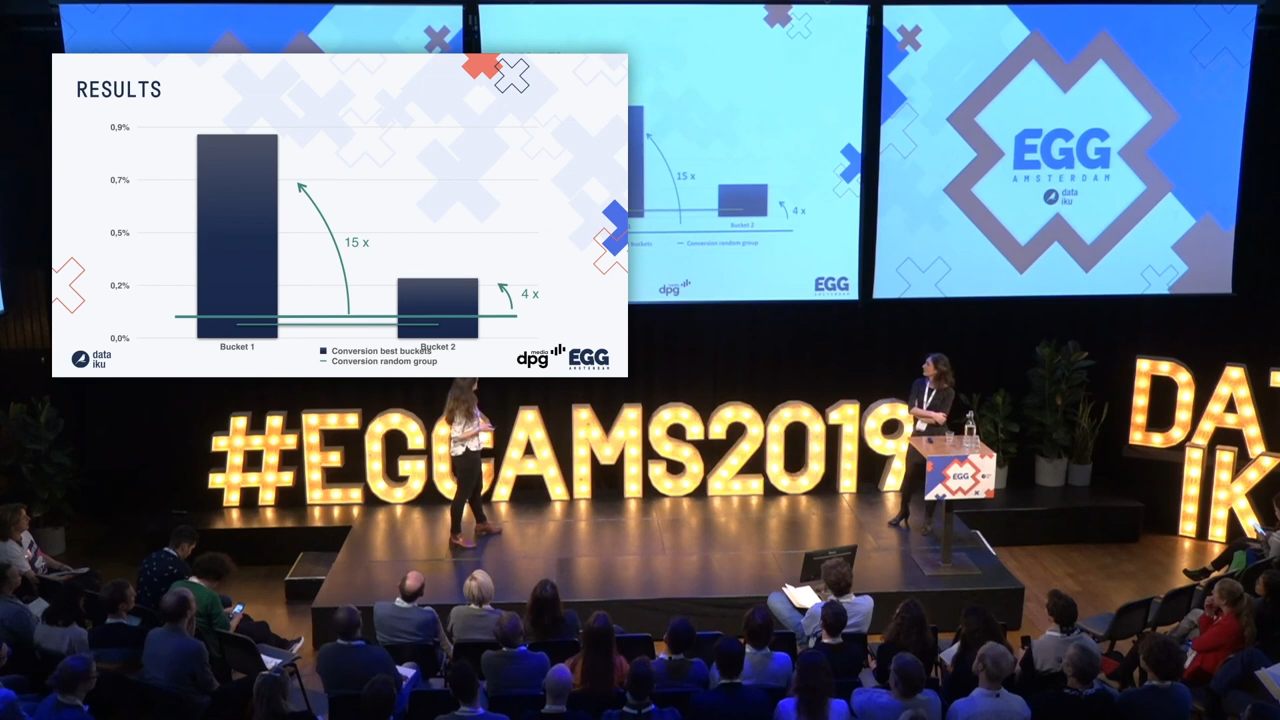 RESULTS
0,9%
0,7%
0,5%
0,2%
0,0%
15 x
4 x
Bucket 1
Bucket 2
Conversion best buckets
Conversion random group
data
iku
dpg media
EGG
AMSTERDAM
15 x
4 x
Bucket 2
buckets
Conversion random group
dpg
EGG
EGG
AMSTERDAM
data
iku
#EGGAMS2019
EGG
DAT
IK